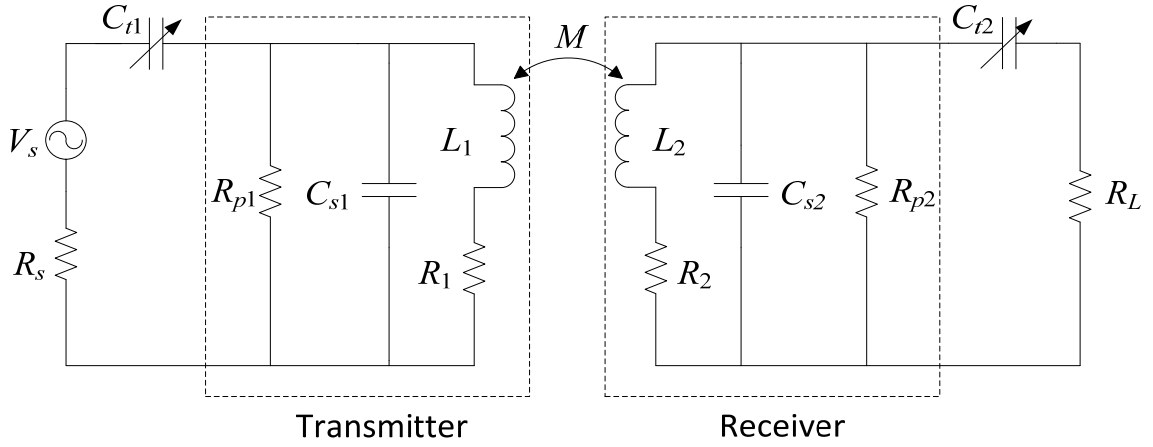 Ct1
M
Ct2
Vs
Rp1
Cs1
L1
L2
Cs2
Rp2
RL
Rs
R1
R2
Transmitter
Receiver